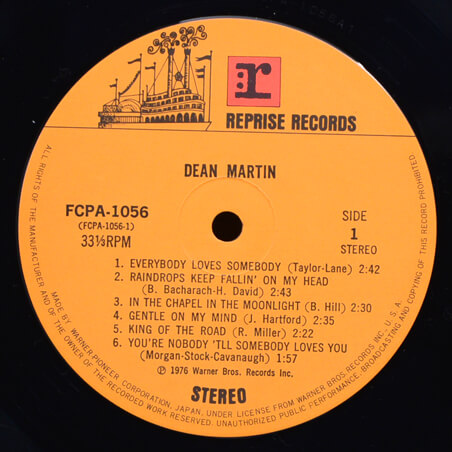 r
REPRISE RECORDS
DEAN MARTIN
FCPA-1056
(FCPA-1056-1)
33⅓RPM
SIDE
1
STEREO
1. EVERYBODY LOVES SOMEBODY (Taylor-Lane) 2:42
2. RAINDROPS KEEP FALLIN' ON MY HEAD
(B. Bacharach-H. David) 2:43
3. IN THE CHAPEL IN THE MOONLIGHT (B. Hill) 2:30
4. GENTLE ON MY MIND (J. Hartford) 2:35
5. KING OF THE ROAD (R. Miller) 2:22
6. YOU'RE NOBODY 'TLL SOMEBODY LOVES YOU
(Morgan-Stock-Cavanaugh) 1:57
Ⓟ 1976 Warner Bros. Records Inc.
STEREO
MADE BY WARNER-PIONEER CORPORATION, JAPAN, UNDER LICENSE FROM WARNER BROS. RECORDS INC., U.S.A.
ALL RIGHTS OF THE MANUFACTURER AND OF THE OWNER OF THE RECORDED WORK RESERVED. UNAUTHORIZED PUBLIC PERFORMANCE, BROADCASTING AND COPYING OF THIS RECORD PROHIBITED